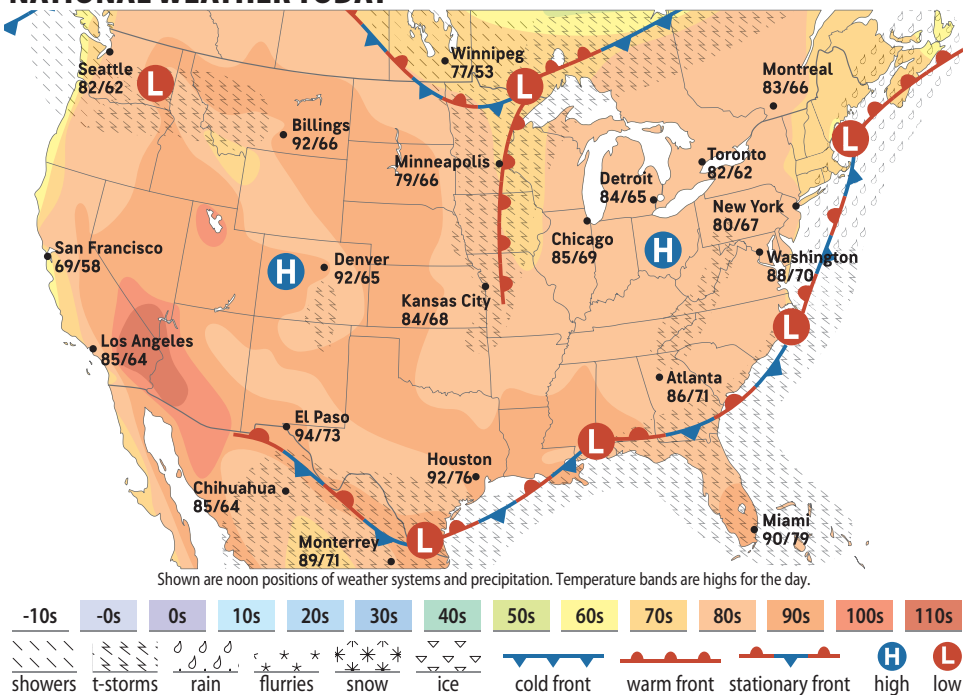 NATIONAL WEATHER TODAY
Winnipeg
77/53
Seattle
82/62
L
L
Montreal
83/66
Billings
92/66
L
Minneapolis
79/66
Toronto
82/62
Detroit
84/65
New York
80/67
San Francisco
69/58
Denver
92/65
H
Chicago
85/69
H
Washington
88/70
Kansas City
84/68
L
Los Angeles
85/64
Atlanta
86/71
El Paso
94/73
L
Houston
92/76
Chihuahua
85/64
Miami
90/79
Monterrey
89/71
L
Shown are noon positions of weather systems and precipitation. Temperature bands are highs for the day.
-10s -0s 0s 10s 20s 30s 40s 50s 60s 70s 80s 90s 100s 110s
H L
showers t-storms rain flurries snow ice cold front warm front stationary front high low